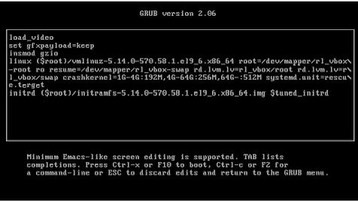 GRUB version 2.06
load_video
set gfxpayload=keep
insmod gzio
linux ($root)/vmlinuz-5.14.0-570.58.1.el9_6.x86_64 root=/dev/mapper/rl_vbox\
-root ro resume=/dev/mapper/rl_vbox-swap rd.lvm.lv=rl_vbox/root rd.lvm.lv=r\
l_vbox/swap crashkernel=1G-4G:192M,4G-64G:256M,64G-:512M systemd.unit=rescu\
e.target
initrd ($root)/initramfs-5.14.0-570.58.1.el9_6.x86_64.img $tuned_initrd
Minimum Emacs-like screen editing is supported. TAB lists
completions. Press Ctrl-x or F10 to boot, Ctrl-c or F2 for
a command-line or ESC to discard edits and return to the GRUB menu.